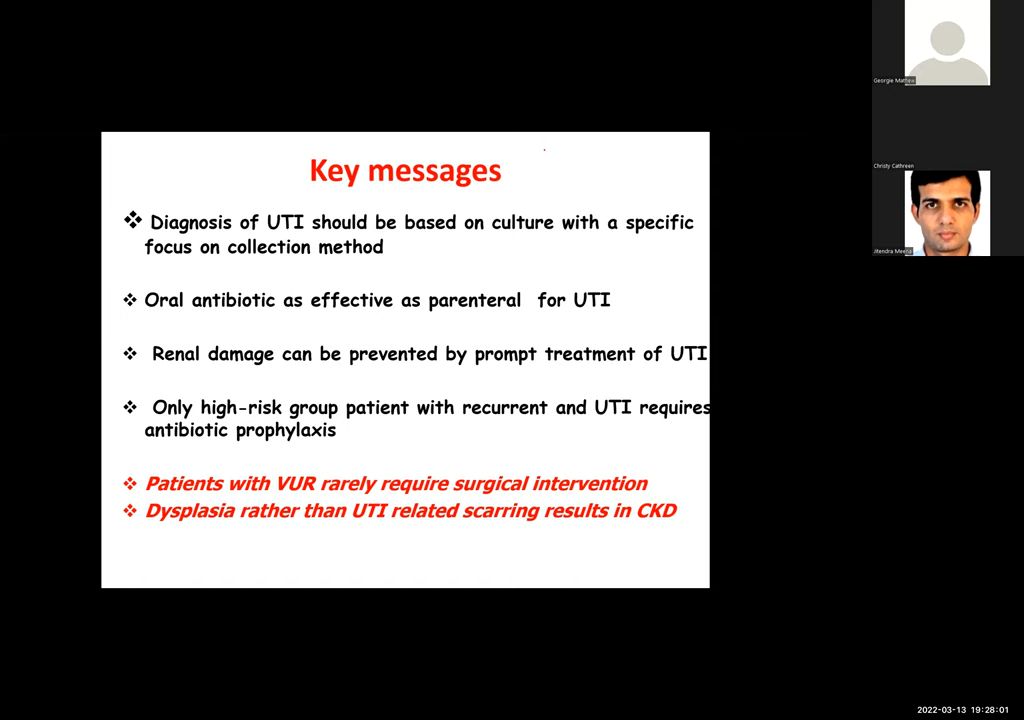 Key messages
❖ Diagnosis of UTI should be based on culture with a specific
focus on collection method
❖ Oral antibiotic as effective as parenteral for UTI
❖ Renal damage can be prevented by prompt treatment of UTI
❖ Only high-risk group patient with recurrent and UTI requires
antibiotic prophylaxis
❖ Patients with VUR rarely require surgical intervention
❖ Dysplasia rather than UTI related scarring results in CKD
Georgie Mathew
Christy Cathreen
Jitendra Meena
2022-03-13 19:28:01